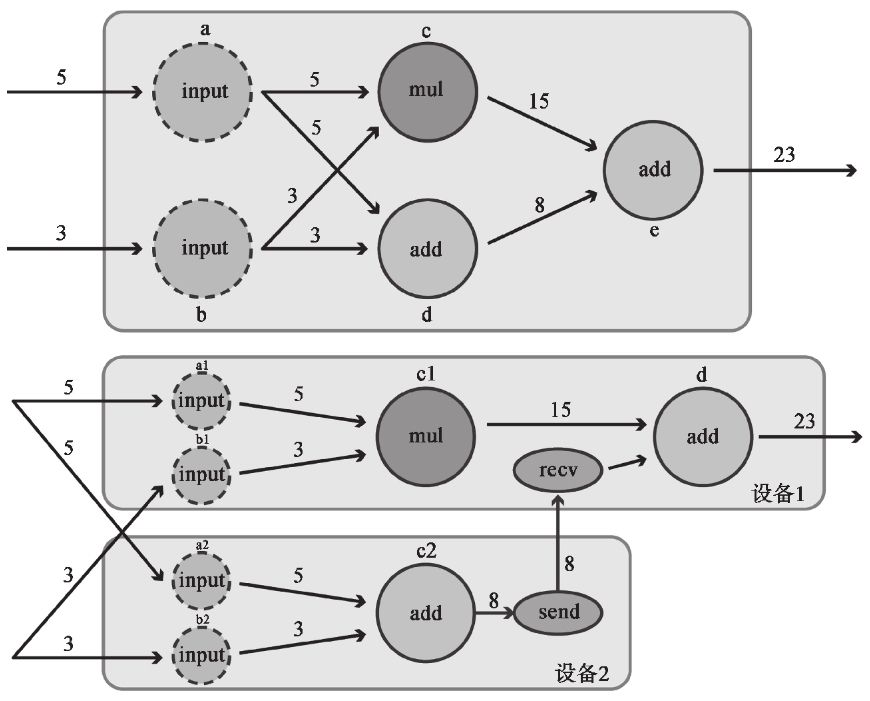 a
c
5
input
5
mul
15
5
add
23
3
8
e
3
input
3
add
b
d
a1
c1
d
5
input
5
mul
15
add
23
b1
5
input
3
recv
设备1
a2
c2
8
3
input
5
add
8
send
b2
3
input
3
设备2